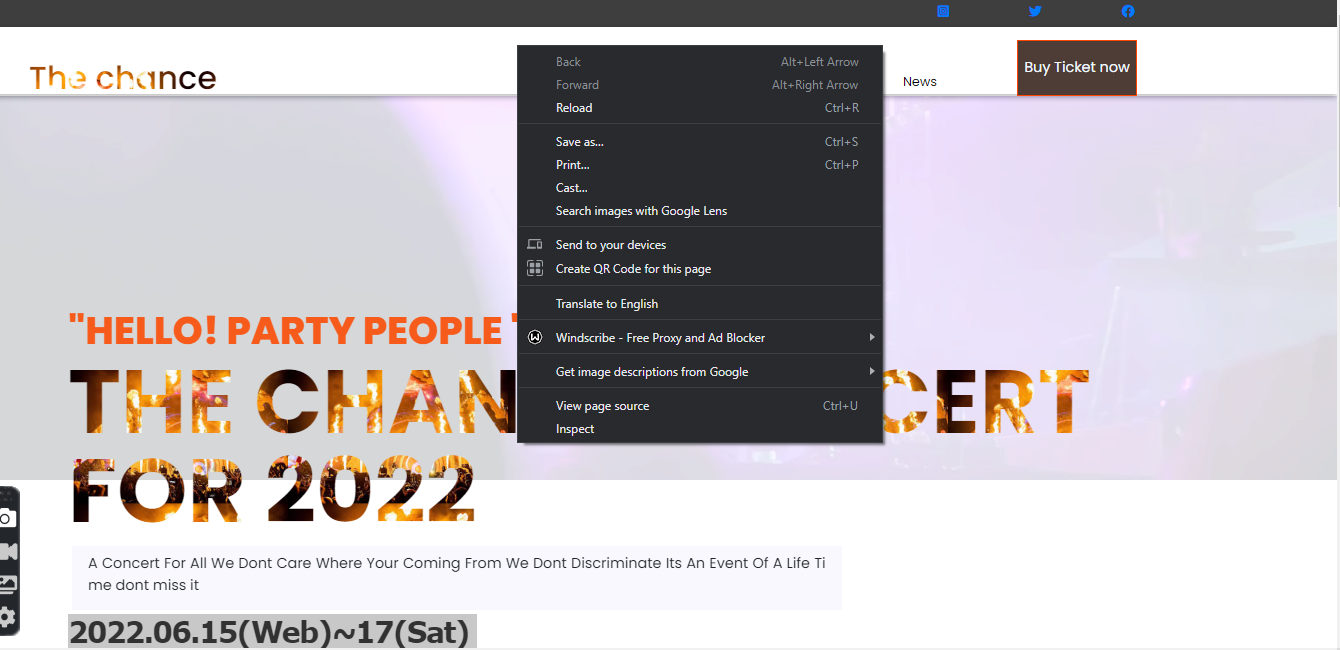 The chance
News
Buy Ticket now
Back Alt+Left Arrow
Forward Alt+Right Arrow
Reload Ctrl+R
Save as... Ctrl+S
Print... Ctrl+P
Cast...
Search images with Google Lens
Send to your devices
Create QR Code for this page
Translate to English
Windscribe - Free Proxy and Ad Blocker
Get image descriptions from Google
View page source Ctrl+U
Inspect
"HELLO! PARTY PEOPLE "
THE CHAN CERT
FOR 2022
A Concert For All We Dont Care Where Your Coming From We Dont Discriminate Its An Event Of A Life Ti
me dont miss it
2022.06.15(Web)~17(Sat)